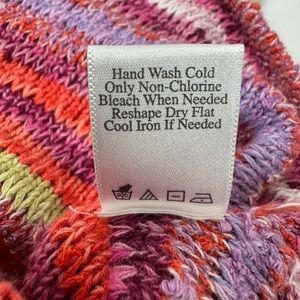 Hand Wash Cold
Only Non-Chlorine
Bleach When Needed
Reshape Dry Flat
Cool Iron If Needed